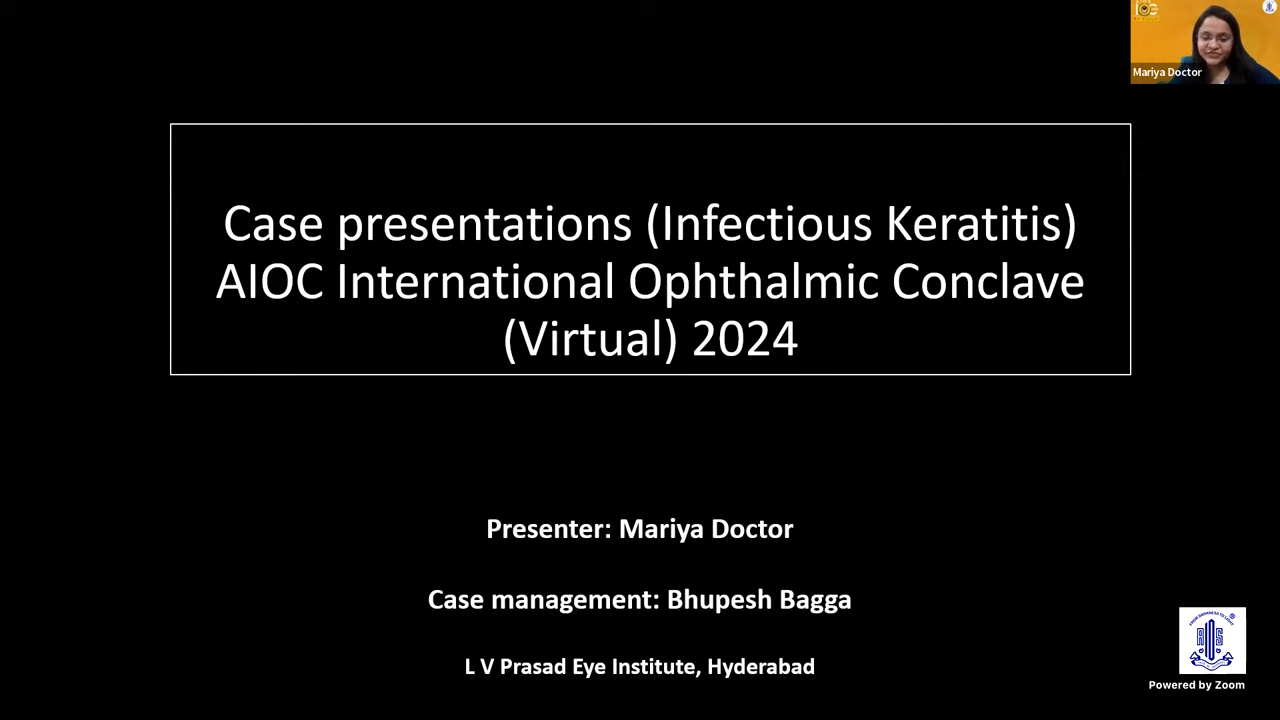 Mariya Doctor
Case presentations (Infectious Keratitis)
AIOC International Ophthalmic Conclave
(Virtual) 2024
Presenter: Mariya Doctor
Case management: Bhupesh Bagga
L V Prasad Eye Institute, Hyderabad
Powered by Zoom